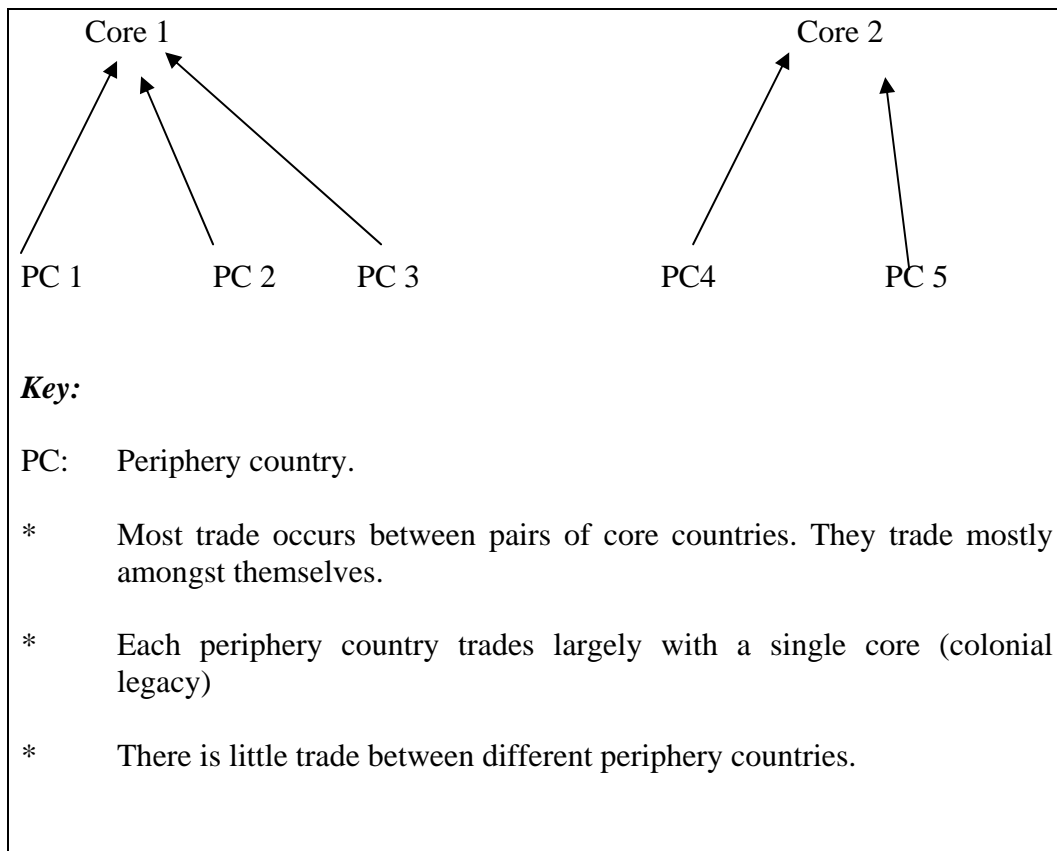 Core 1 Core 2
PC 1 PC 2 PC 3 PC4 PC 5
Key:
PC: Periphery country.
* Most trade occurs between pairs of core countries. They trade mostly
amongst themselves.
* Each periphery country trades largely with a single core (colonial
legacy)
* There is little trade between different periphery countries.